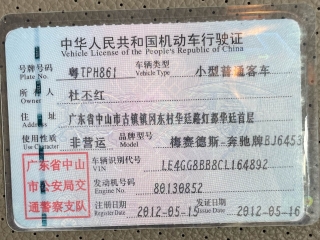 中华人民共和国机动车行驶证
Vehicle License of the People's Republic of China
号牌号码 粤TPH861 车辆类型 小型普通客车
Plate No. Vehicle Type
所有人 杜丕红
Owner
住址 广东省中山市古镇镇冈东村华廷路灯都华廷首层
Address
使用性质 非营运 品牌型号 梅赛德斯-奔驰牌BJ6453
Use Character Model
广东省中山市公安局交通警察支队
车辆识别代号 LE4GG8BB8CL164892
VIN
发动机号码 80130852
Engine No.
注册日期 2012-05-15 发证日期 2012-05-16
Register Date Issue Date